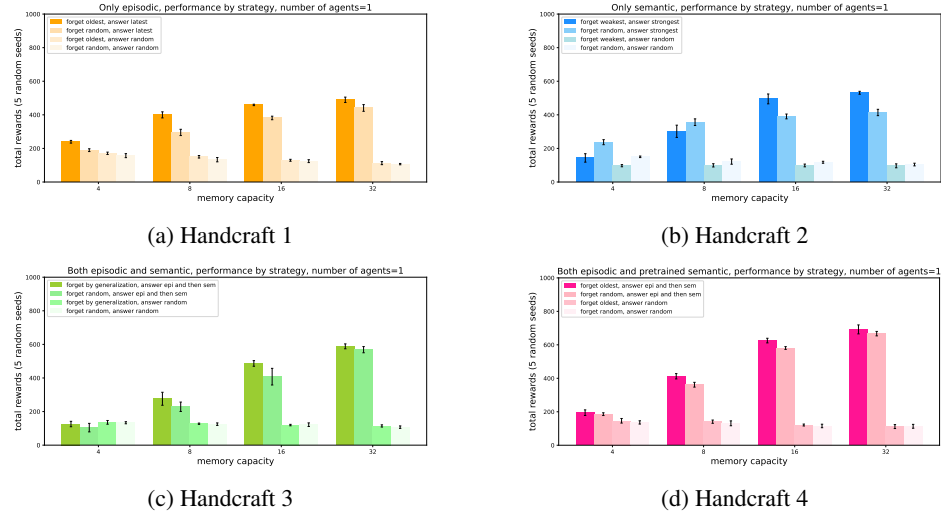 Only episodic, performance by strategy, number of agents=1
total rewards (5 random seeds)
1000
800
600
400
200
0
forget oldest, answer latest
forget random, answer latest
forget oldest, answer random
forget random, answer random
4
8
16
32
memory capacity
(a) Handcraft 1
Only semantic, performance by strategy, number of agents=1
total rewards (5 random seeds)
1000
800
600
400
200
0
forget weakest, answer strongest
forget random, answer strongest
forget weakest, answer random
forget random, answer random
4
8
16
32
memory capacity
(b) Handcraft 2
Both episodic and semantic, performance by strategy, number of agents=1
total rewards (5 random seeds)
1000
800
600
400
200
0
forget by generalization, answer epi and then sem
forget random, answer epi and then sem
forget by generalization, answer random
forget random, answer random
4
8
16
32
memory capacity
(c) Handcraft 3
Both episodic and pretrained semantic, performance by strategy, number of agents=1
total rewards (5 random seeds)
1000
800
600
400
200
0
forget oldest, answer epi and then sem
forget random, answer epi and then sem
forget oldest, answer random
forget random, answer random
4
8
16
32
memory capacity
(d) Handcraft 4